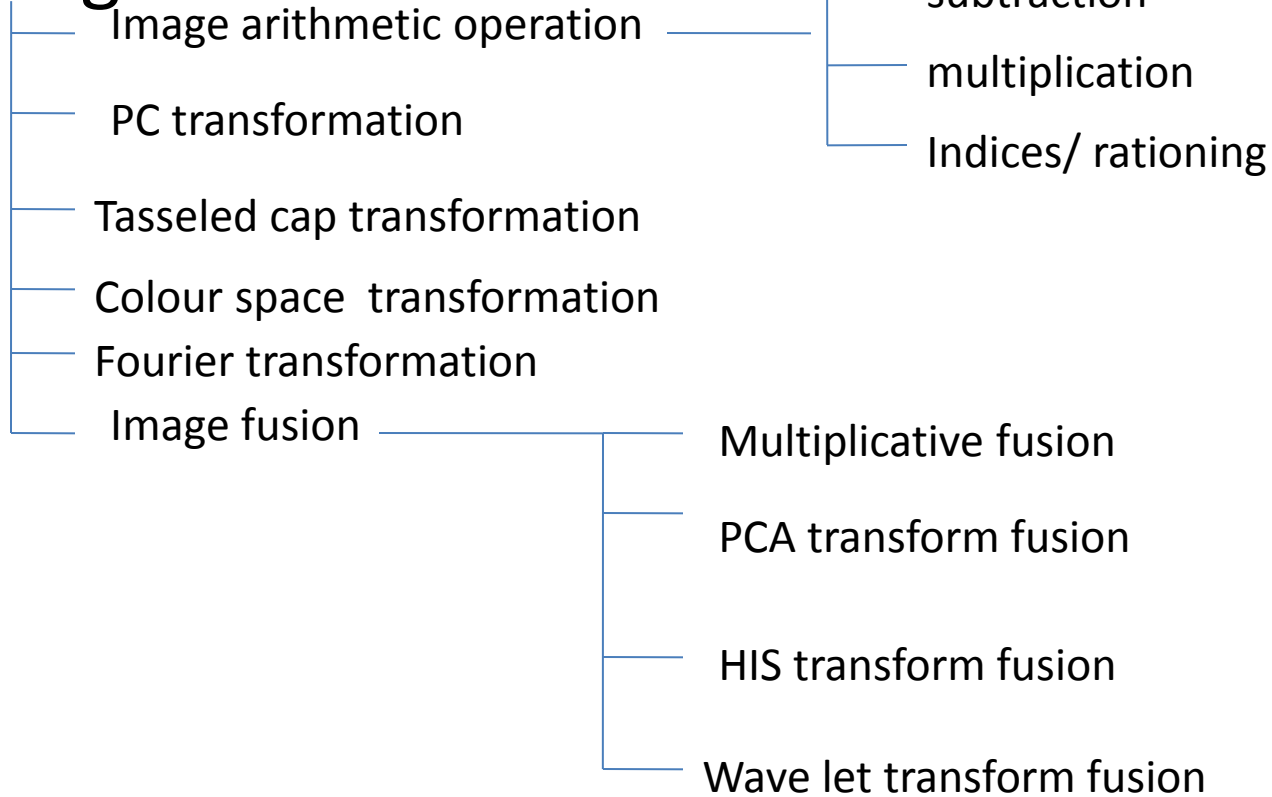 Image arithmetic operation
subtraction
multiplication
PC transformation
Indices/ rationing
Tasseled cap transformation
Colour space  transformation
Fourier transformation
Image fusion
Multiplicative fusion
PCA transform fusion
HIS transform fusion
Wave let transform fusion